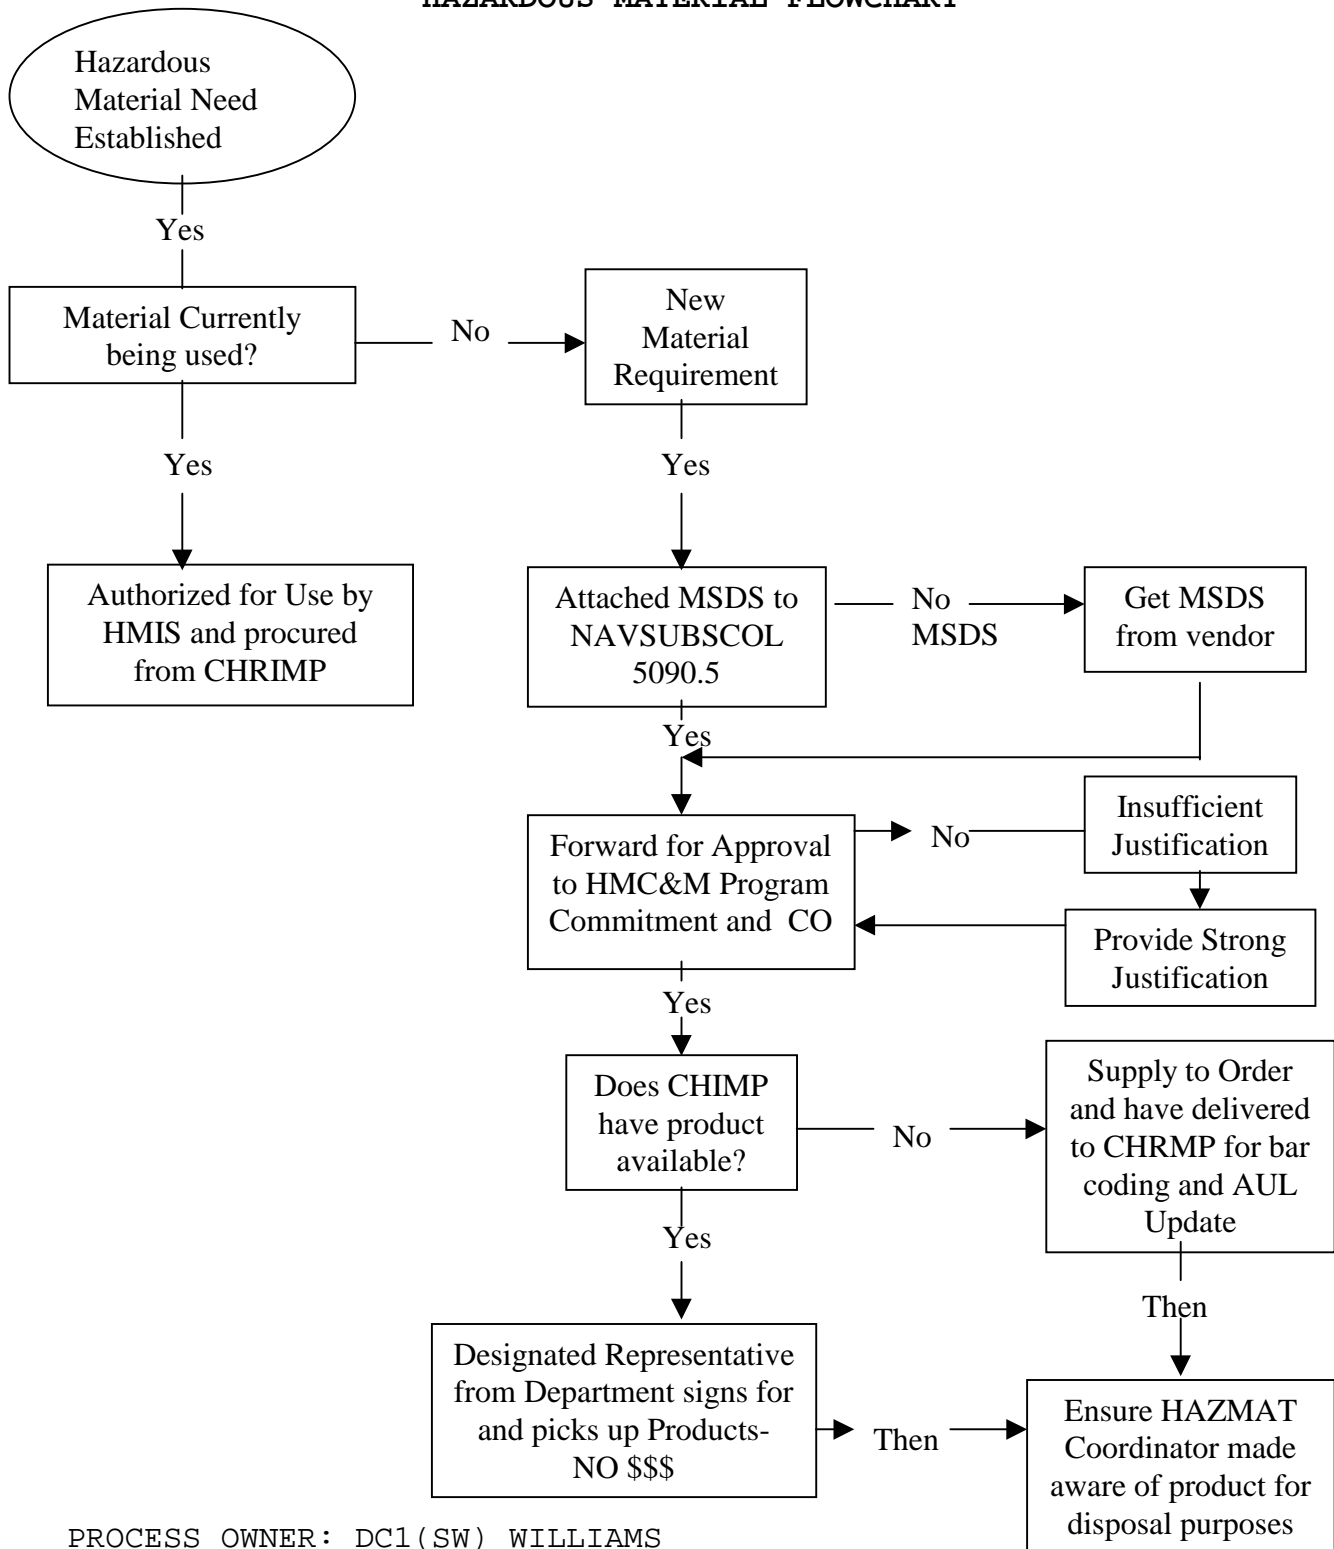 HAZARDOUS MATERIAL FLOWCHART
Hazardous
Material Need
Established
Yes
Material Currently
being used?
No
New
Material
Requirement
Yes
Yes
Authorized for Use by
HMIS and procured
from CHRIMP
Attached MSDS to
NAVSUBSCOL
5090.5
No
MSDS
Get MSDS
from vendor
Yes
Forward for Approval
to HMC&M Program
Commitment and CO
No
Insufficient
Justification
Provide Strong
Justification
Yes
Does CHIMP
have product
available?
No
Supply to Order
and have delivered
to CHRMP for bar
coding and AUL
Update
Yes
Then
Designated Representative
from Department signs for
and picks up Products-
NO $$$
Then
Ensure HAZMAT
Coordinator made
aware of product for
disposal purposes
PROCESS OWNER: DC1(SW) WILLIAMS